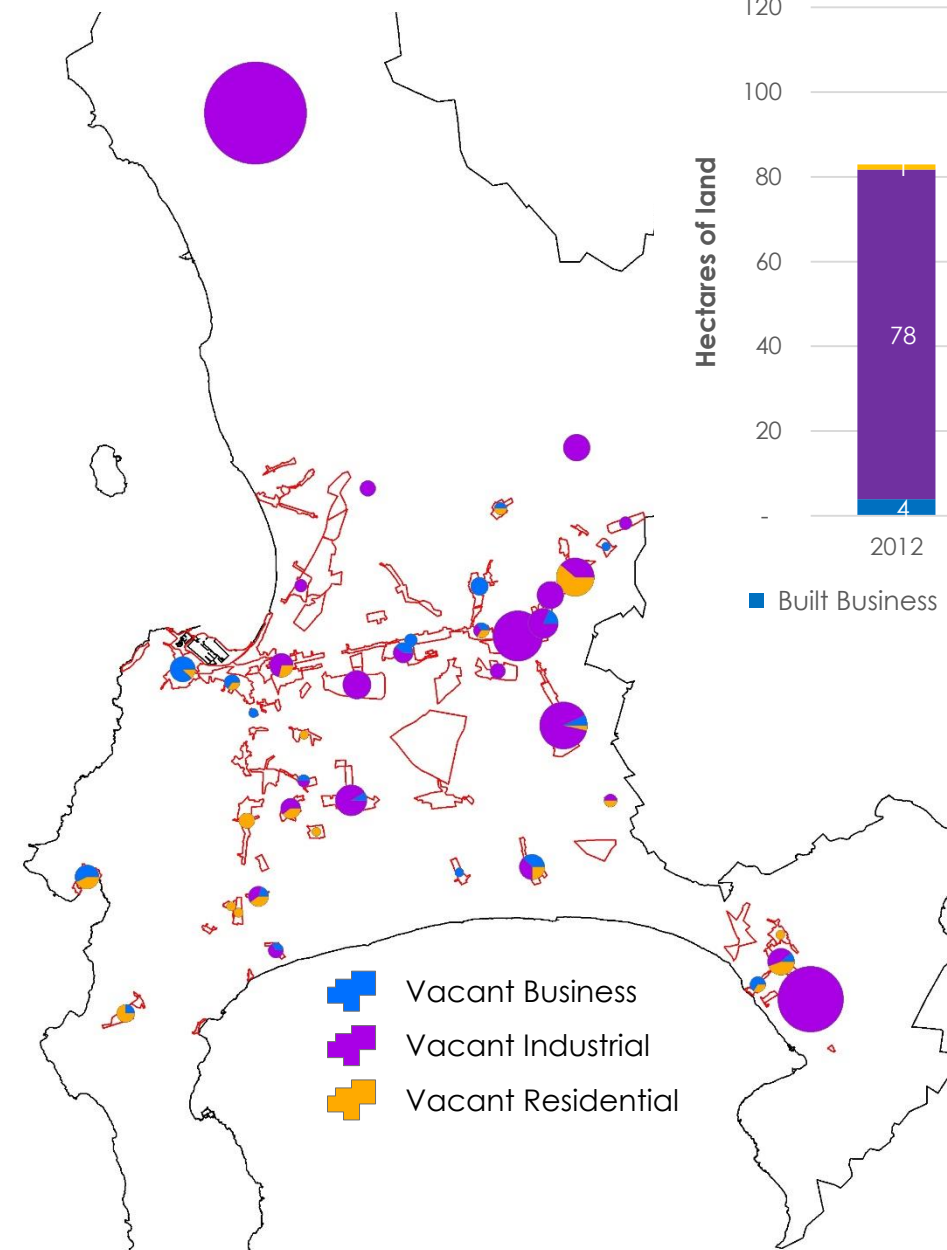 120
100
80
60
40
20
-
Hectares of land
1
78
4
2012
Built Business
Vacant Business
Vacant Industrial
Vacant Residential